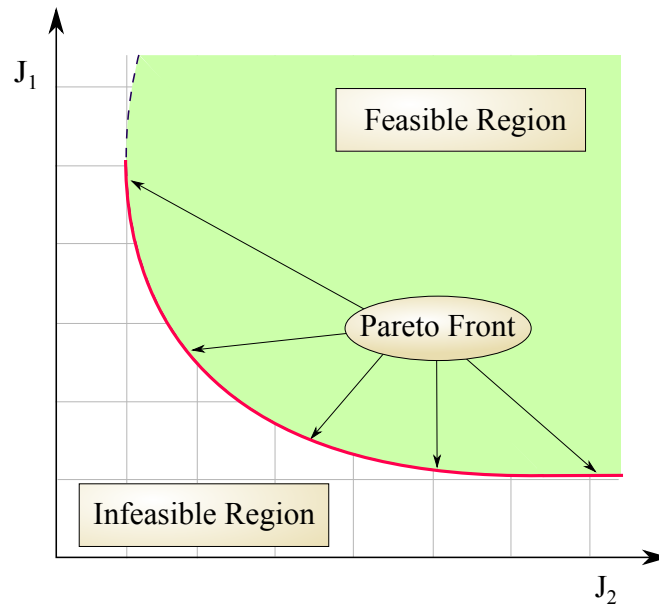 J₁
Feasible Region
Pareto Front
Infeasible Region
J₂